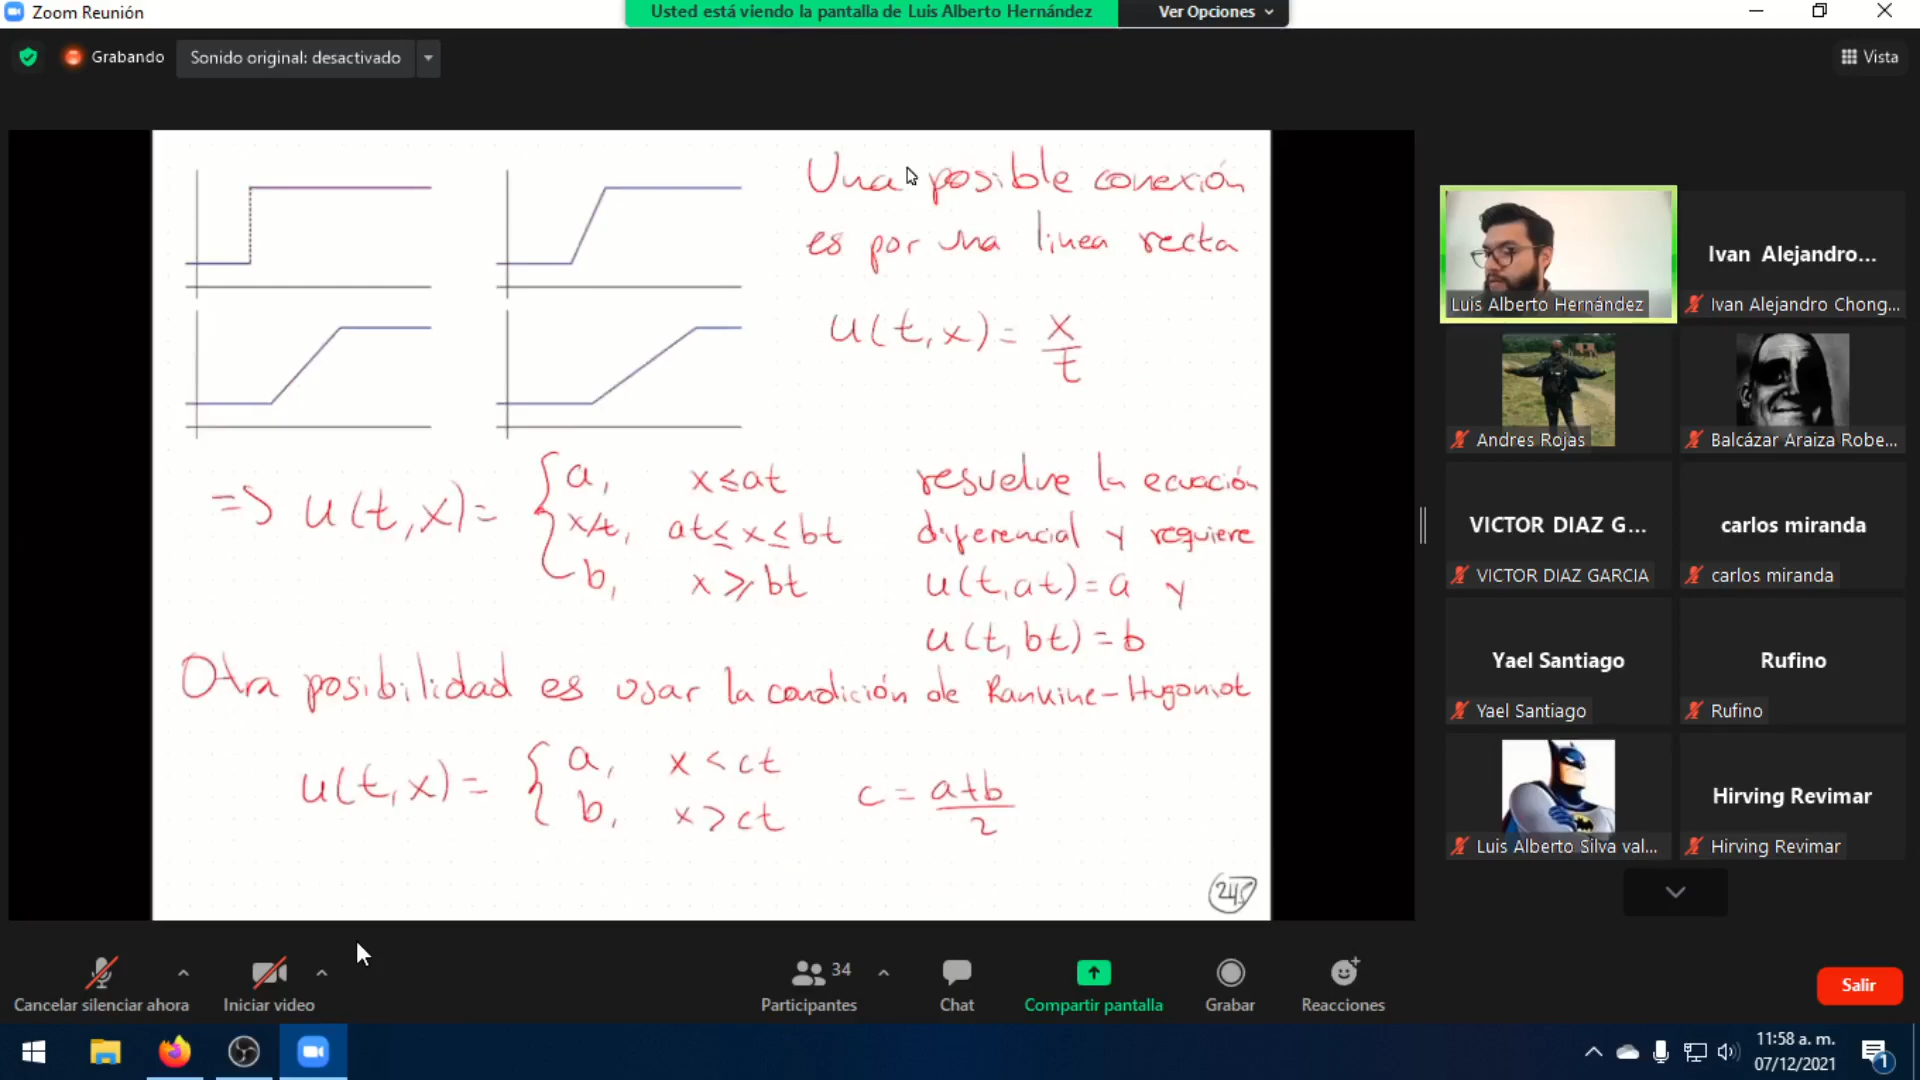 Zoom Reunión
Usted está viendo la pantalla de Luis Alberto Hernández
Ver Opciones
Grabando
Sonido original: desactivado
Vista
Una posible conexión
es por una linea recta
u(t,x)= x/t
=> u(t,x)= { a, x≤at
x/t, at≤x≤bt
b, x≥bt
resuelve la ecuación
diferencial y requiere
u(t,at)=a y
u(t,bt)=b
Otra posibilidad es usar la condición de Rankine-Hugoniot
u(t,x)= { a, x<ct
b, x>ct
c = a+b/2
245
Luis Alberto Hernández
Ivan Alejandro...
Ivan Alejandro Chong...
Andres Rojas
Balcázar Araiza Robe...
VICTOR DIAZ G...
VICTOR DIAZ GARCIA
carlos miranda
carlos miranda
Yael Santiago
Yael Santiago
Rufino
Rufino
Luis Alberto Silva val...
Hirving Revimar
Hirving Revimar
Cancelar silenciar ahora
Iniciar video
34
Participantes
Chat
Compartir pantalla
Grabar
Reacciones
Salir
11:58 a. m.
07/12/2021
1